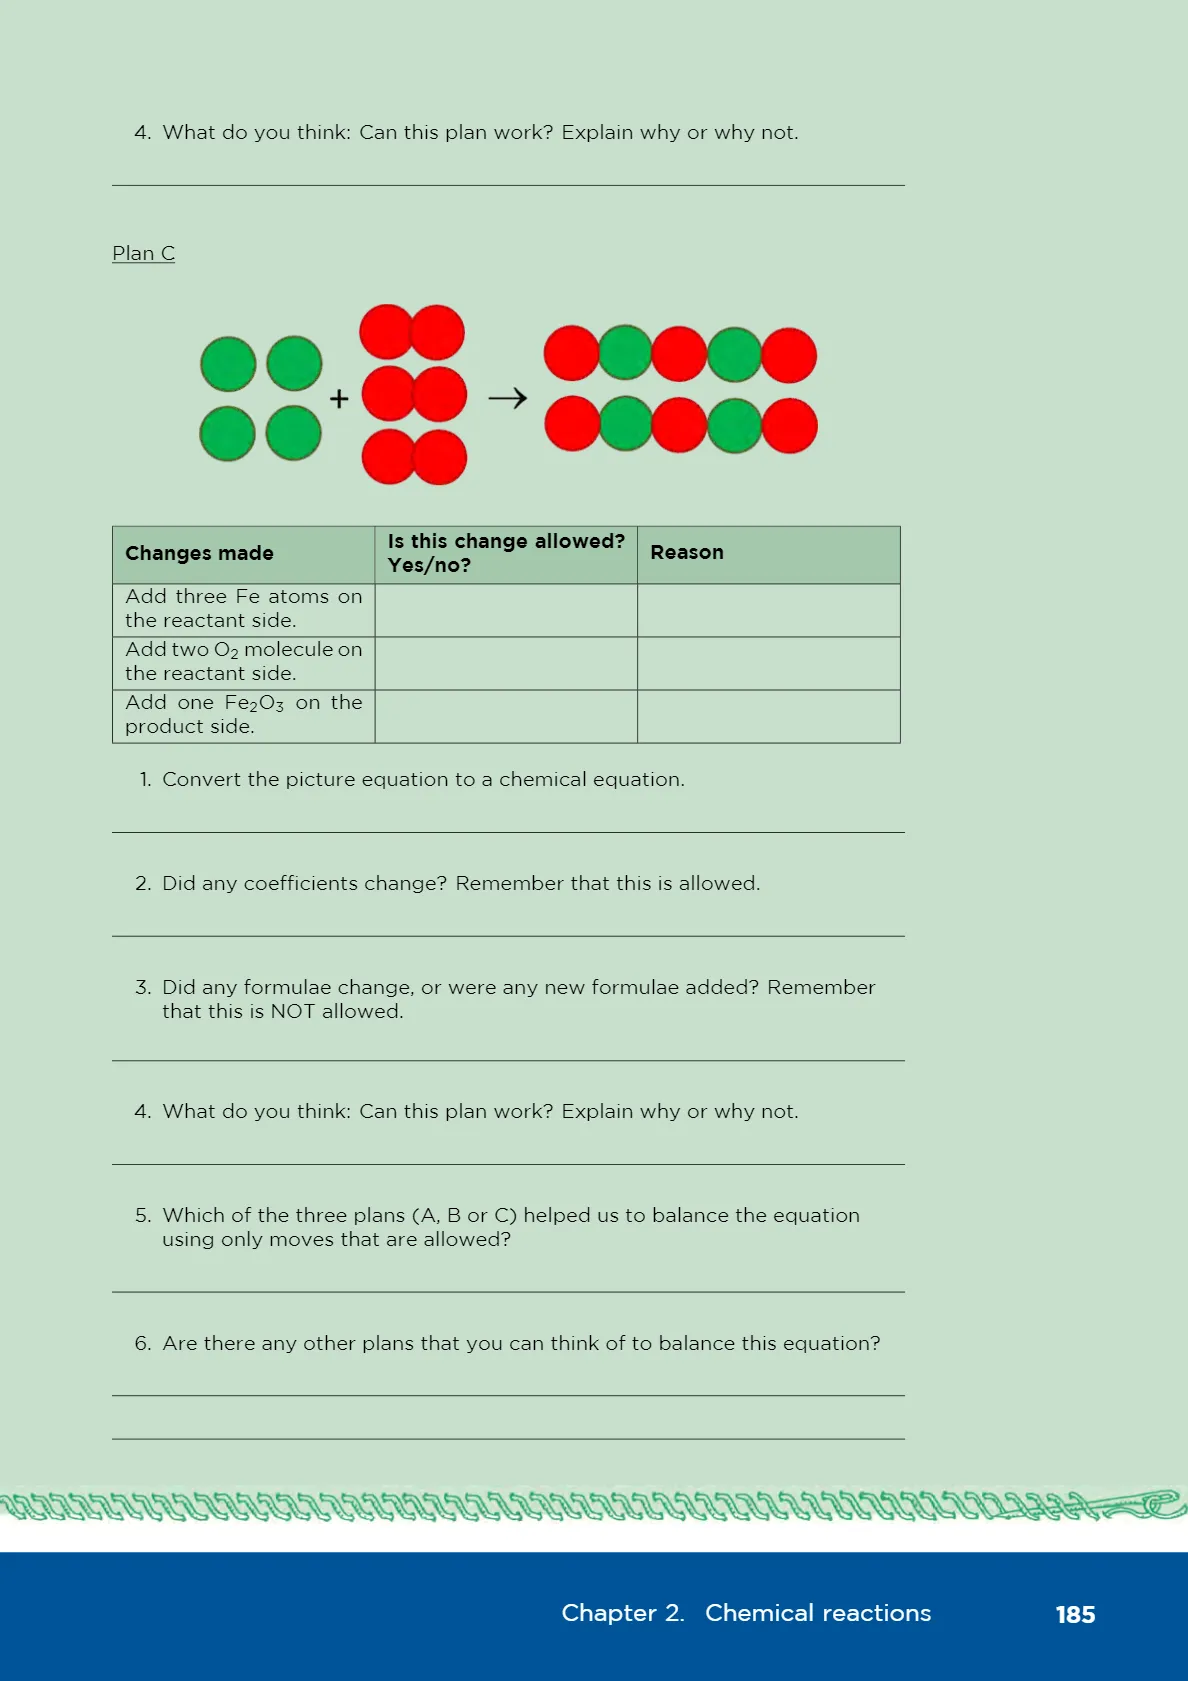 4. What do you think: Can this plan work? Explain why or why not.
Plan C
+ →
Changes made
Is this change allowed?
Yes/no?
Reason
Add three Fe atoms on
the reactant side.
Add two O₂ molecule on
the reactant side.
Add one Fe₂O₃ on the
product side.
1. Convert the picture equation to a chemical equation.
2. Did any coefficients change? Remember that this is allowed.
3. Did any formulae change, or were any new formulae added? Remember
that this is NOT allowed.
4. What do you think: Can this plan work? Explain why or why not.
5. Which of the three plans (A, B or C) helped us to balance the equation
using only moves that are allowed?
6. Are there any other plans that you can think of to balance this equation?
Chapter 2. Chemical reactions 185